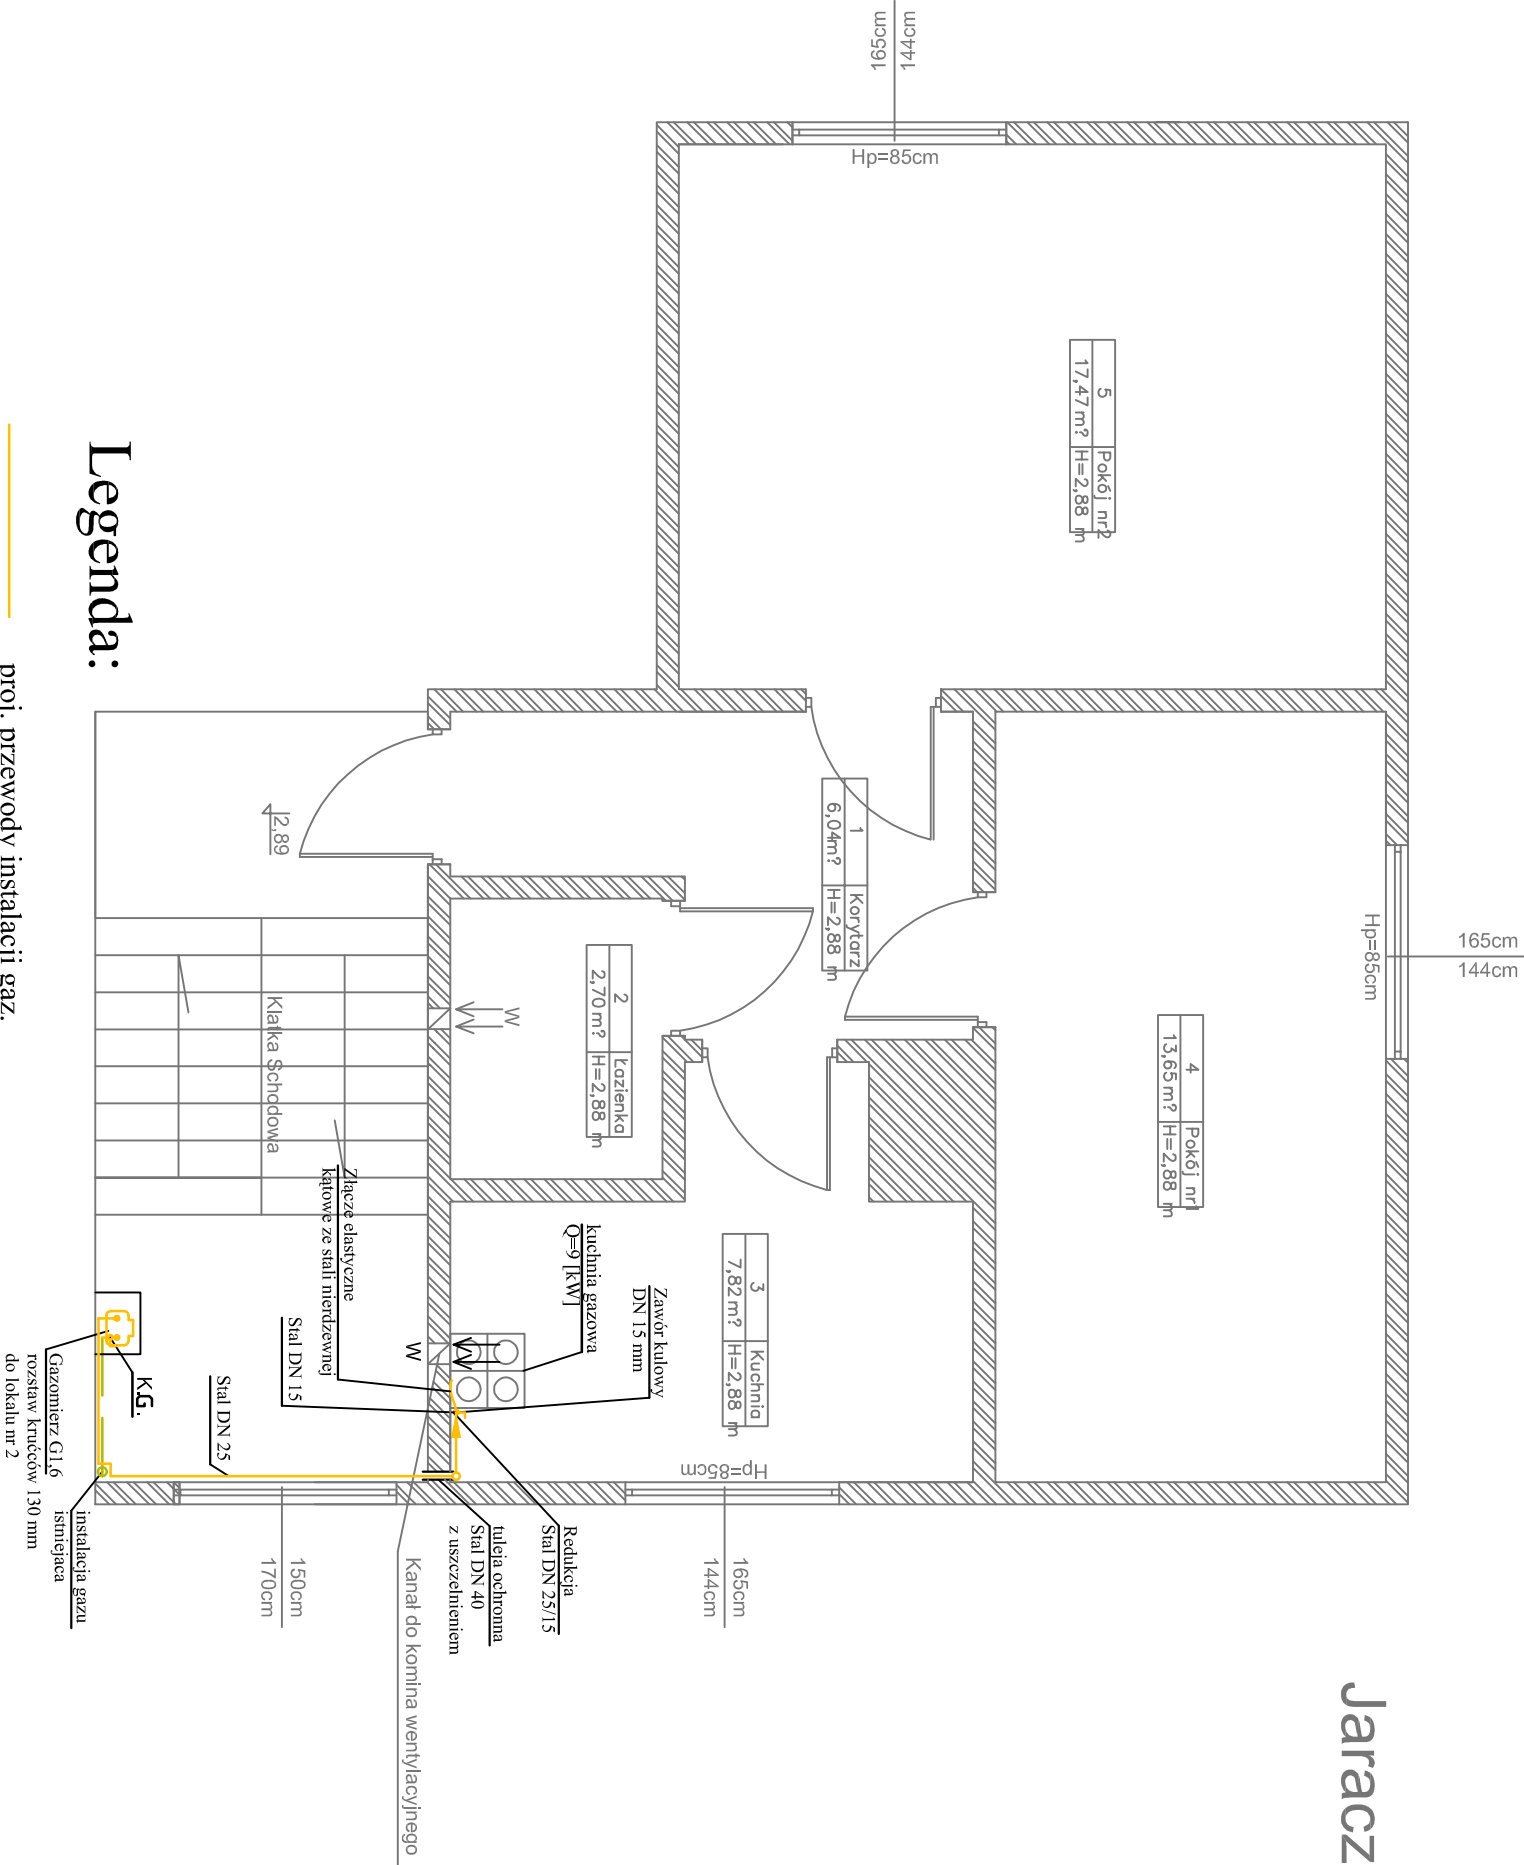 144cm
165cm
Hp=85cm
5
Pokój nr2
17,47m?
H=2,88 m
165cm
144cm
Hp=85cm
4
Pokój nr1
13,65m?
H=2,88 m
1
Korytarz
6,04m?
H=2,88 m
2
Łazienka
2,70m?
H=2,88 m
W
3
Kuchnia
7,82m?
H=2,88 m
Hp=85cm
165cm
144cm
2,89
Klatka Schodowa
Złącze elastyczne
kątowe ze stali nierdzewnej
kuchnia gazowa
Q=9 [kW]
Zawór kulowy
DN 15 mm
Stal DN 15
W
Stal DN 25
K.G.
Gazomierz G1,6
rozstaw krućców 130 mm
do lokalu nr 2
instalacja gazu
istniejaca
Redukcja
Stal DN 25/15
tuleja ochronna
Stal DN 40
z uszczelnieniem
150cm
170cm
Kanał do komina wentylacyjnego
Jaracz
Legenda:
proj. przewody instalacji gaz.